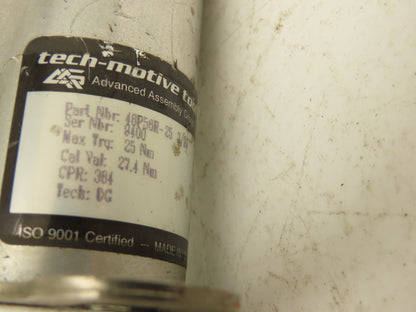 tech-motive
Advanced Assembly
Part Nbr: 48P56R-25
Ser Nbr: 9400
Max Trq: 25 Nm
Cal Val: 27.4 Nm
CPR: 384
Tech: DG
ISO 9001 Certified — MADE